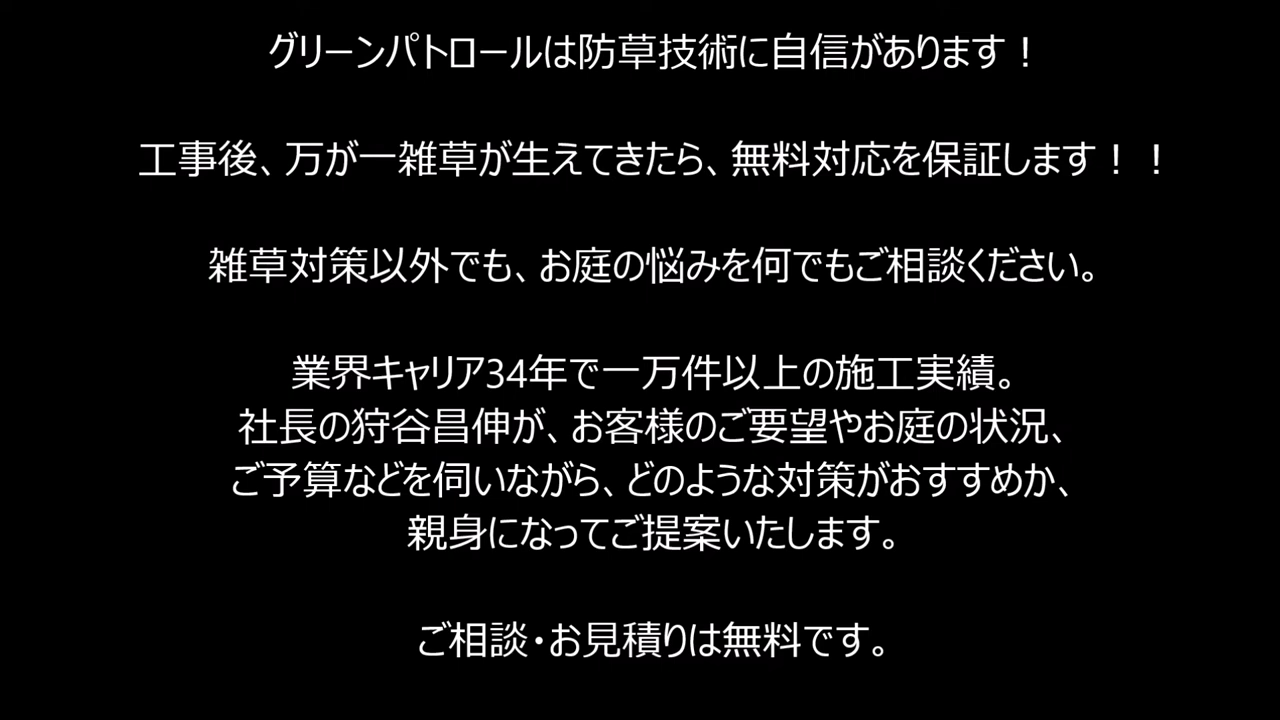 グリーンパトロールは防草技術に自信があります！
工事後、万が一雑草が生えてきたら、無料対応を保証します！！
雑草対策以外でも、お庭の悩みを何でもご相談ください。
業界キャリア34年で一万件以上の施工実績。
社長の狩谷昌伸が、お客様のご要望やお庭の状況、
ご予算などを伺いながら、どのような対策がおすすめか、
親身になってご提案いたします。
ご相談・お見積りは無料です。